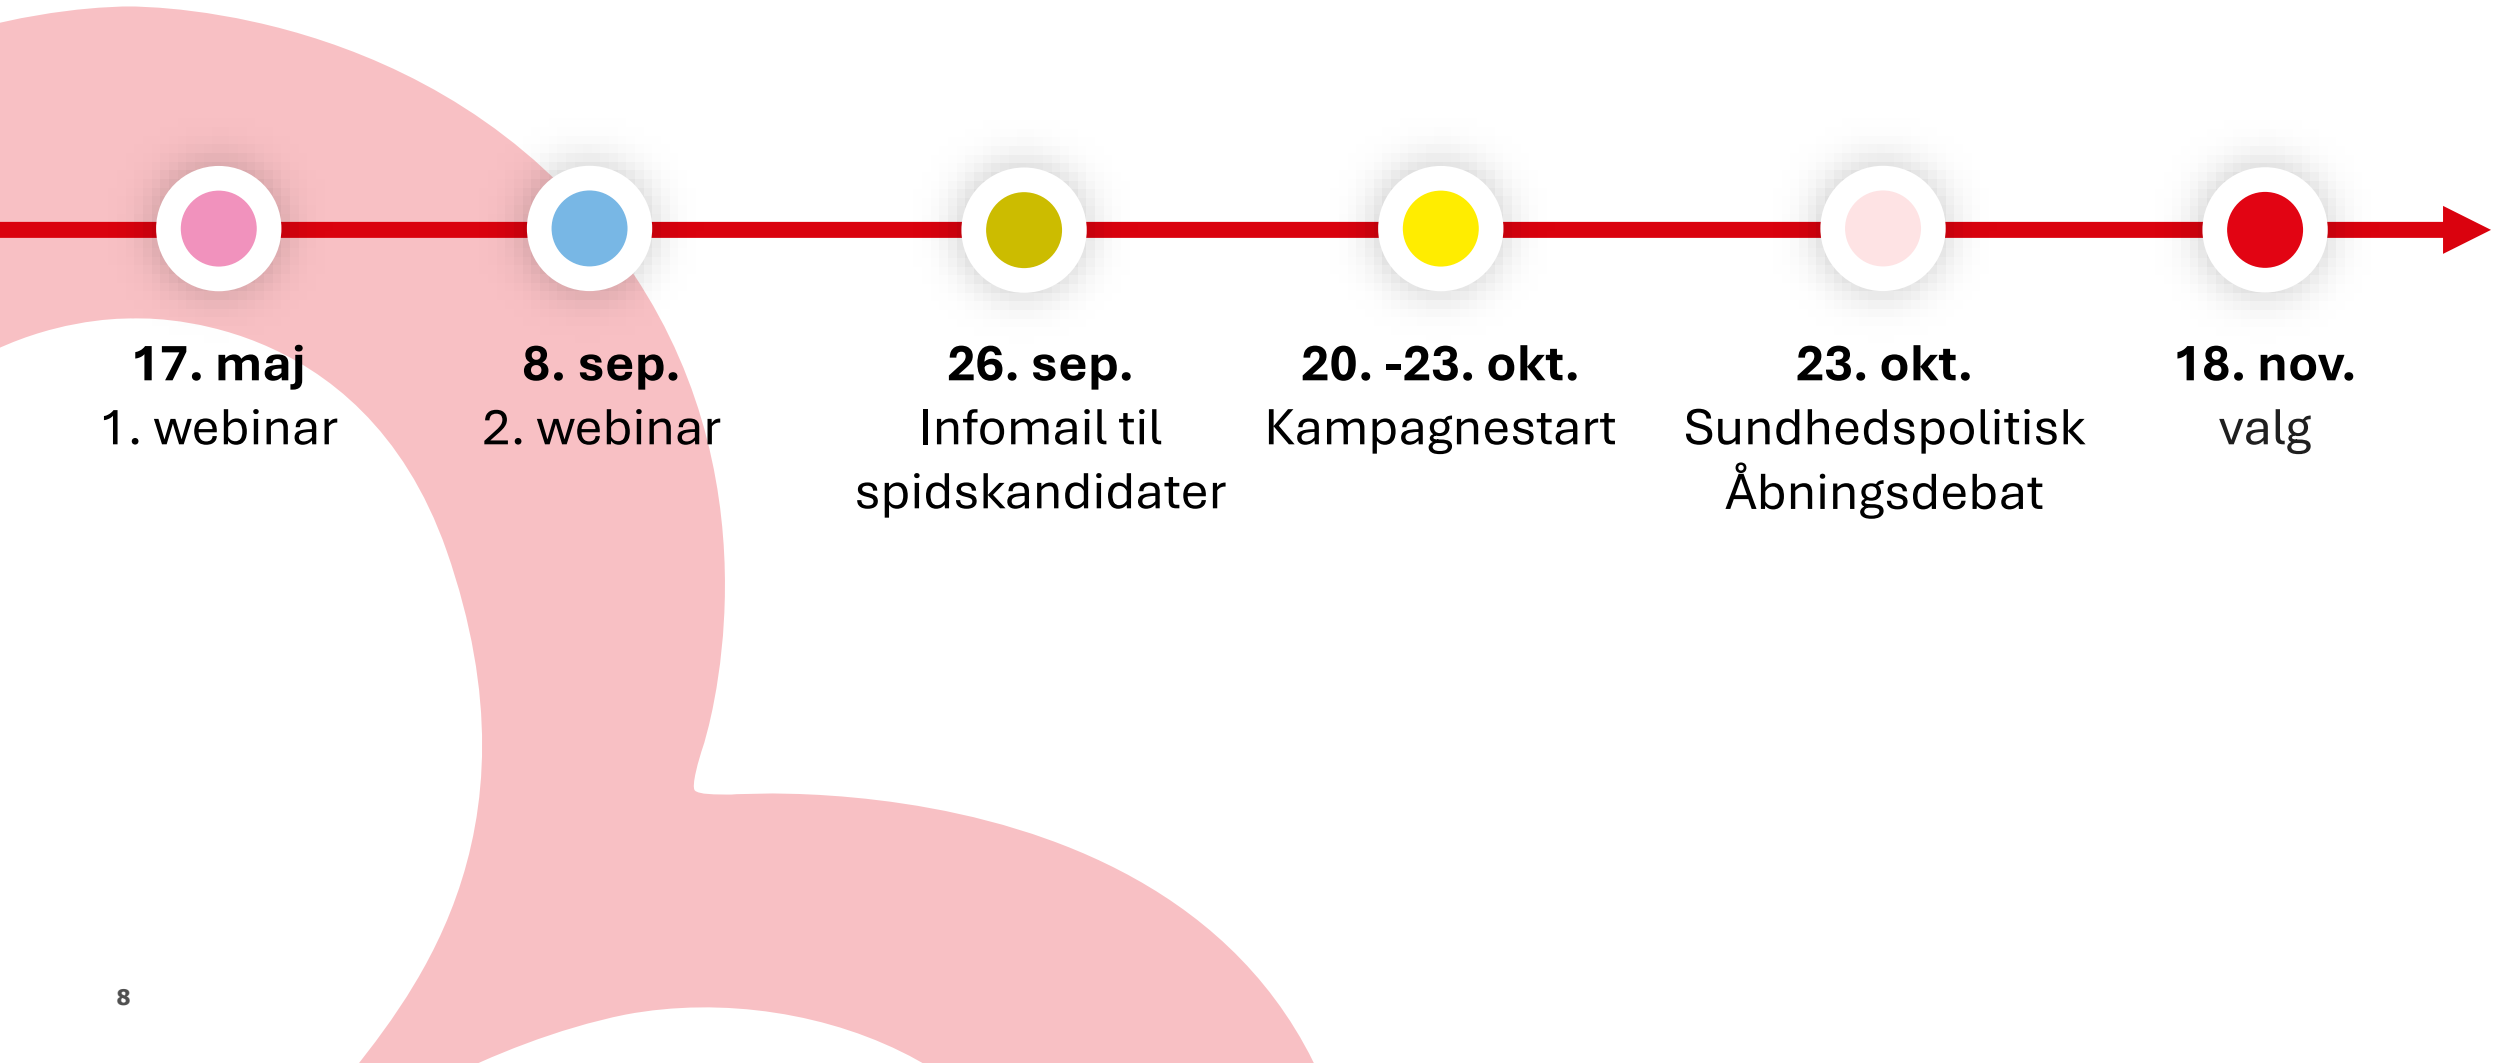 17. maj
1. webinar
8. sep.
2. webinar
26. sep.
Infomail til
spidskandidater
20. -23. okt.
Kampagnestart
23. okt.
Sundhedspolitisk
Åbningsdebat
18. nov.
valg
8